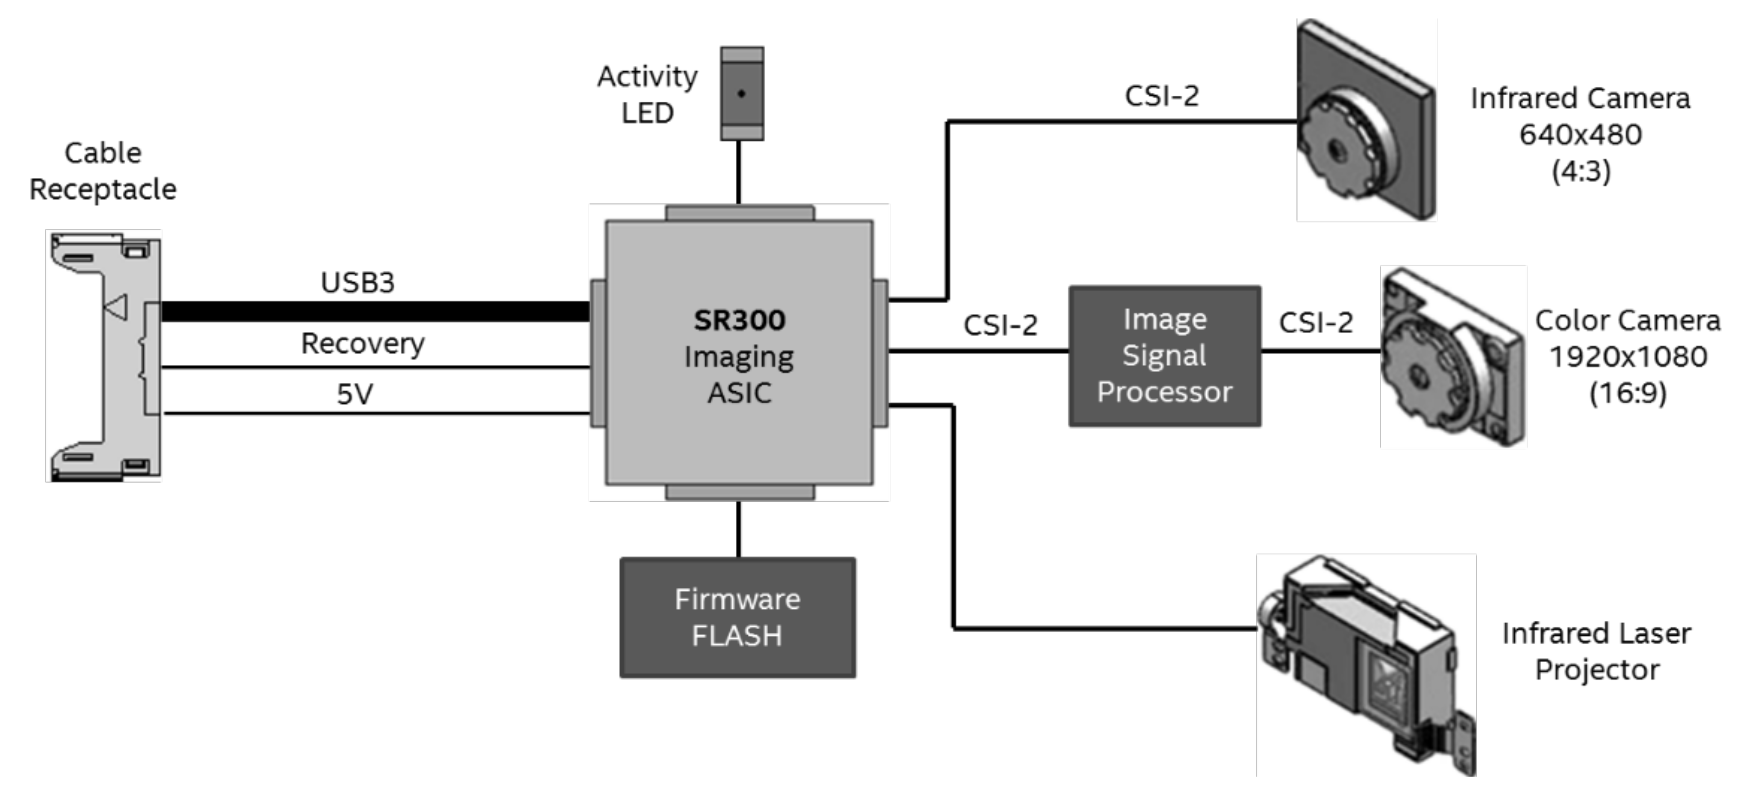 Activity
LED
CSI-2
Infrared Camera
640x480
(4:3)
Cable
Receptacle
USB3
Recovery
5V
SR300
Imaging
ASIC
CSI-2
Image
Signal
Processor
CSI-2
Color Camera
1920x1080
(16:9)
Firmware
FLASH
Infrared Laser
Projector